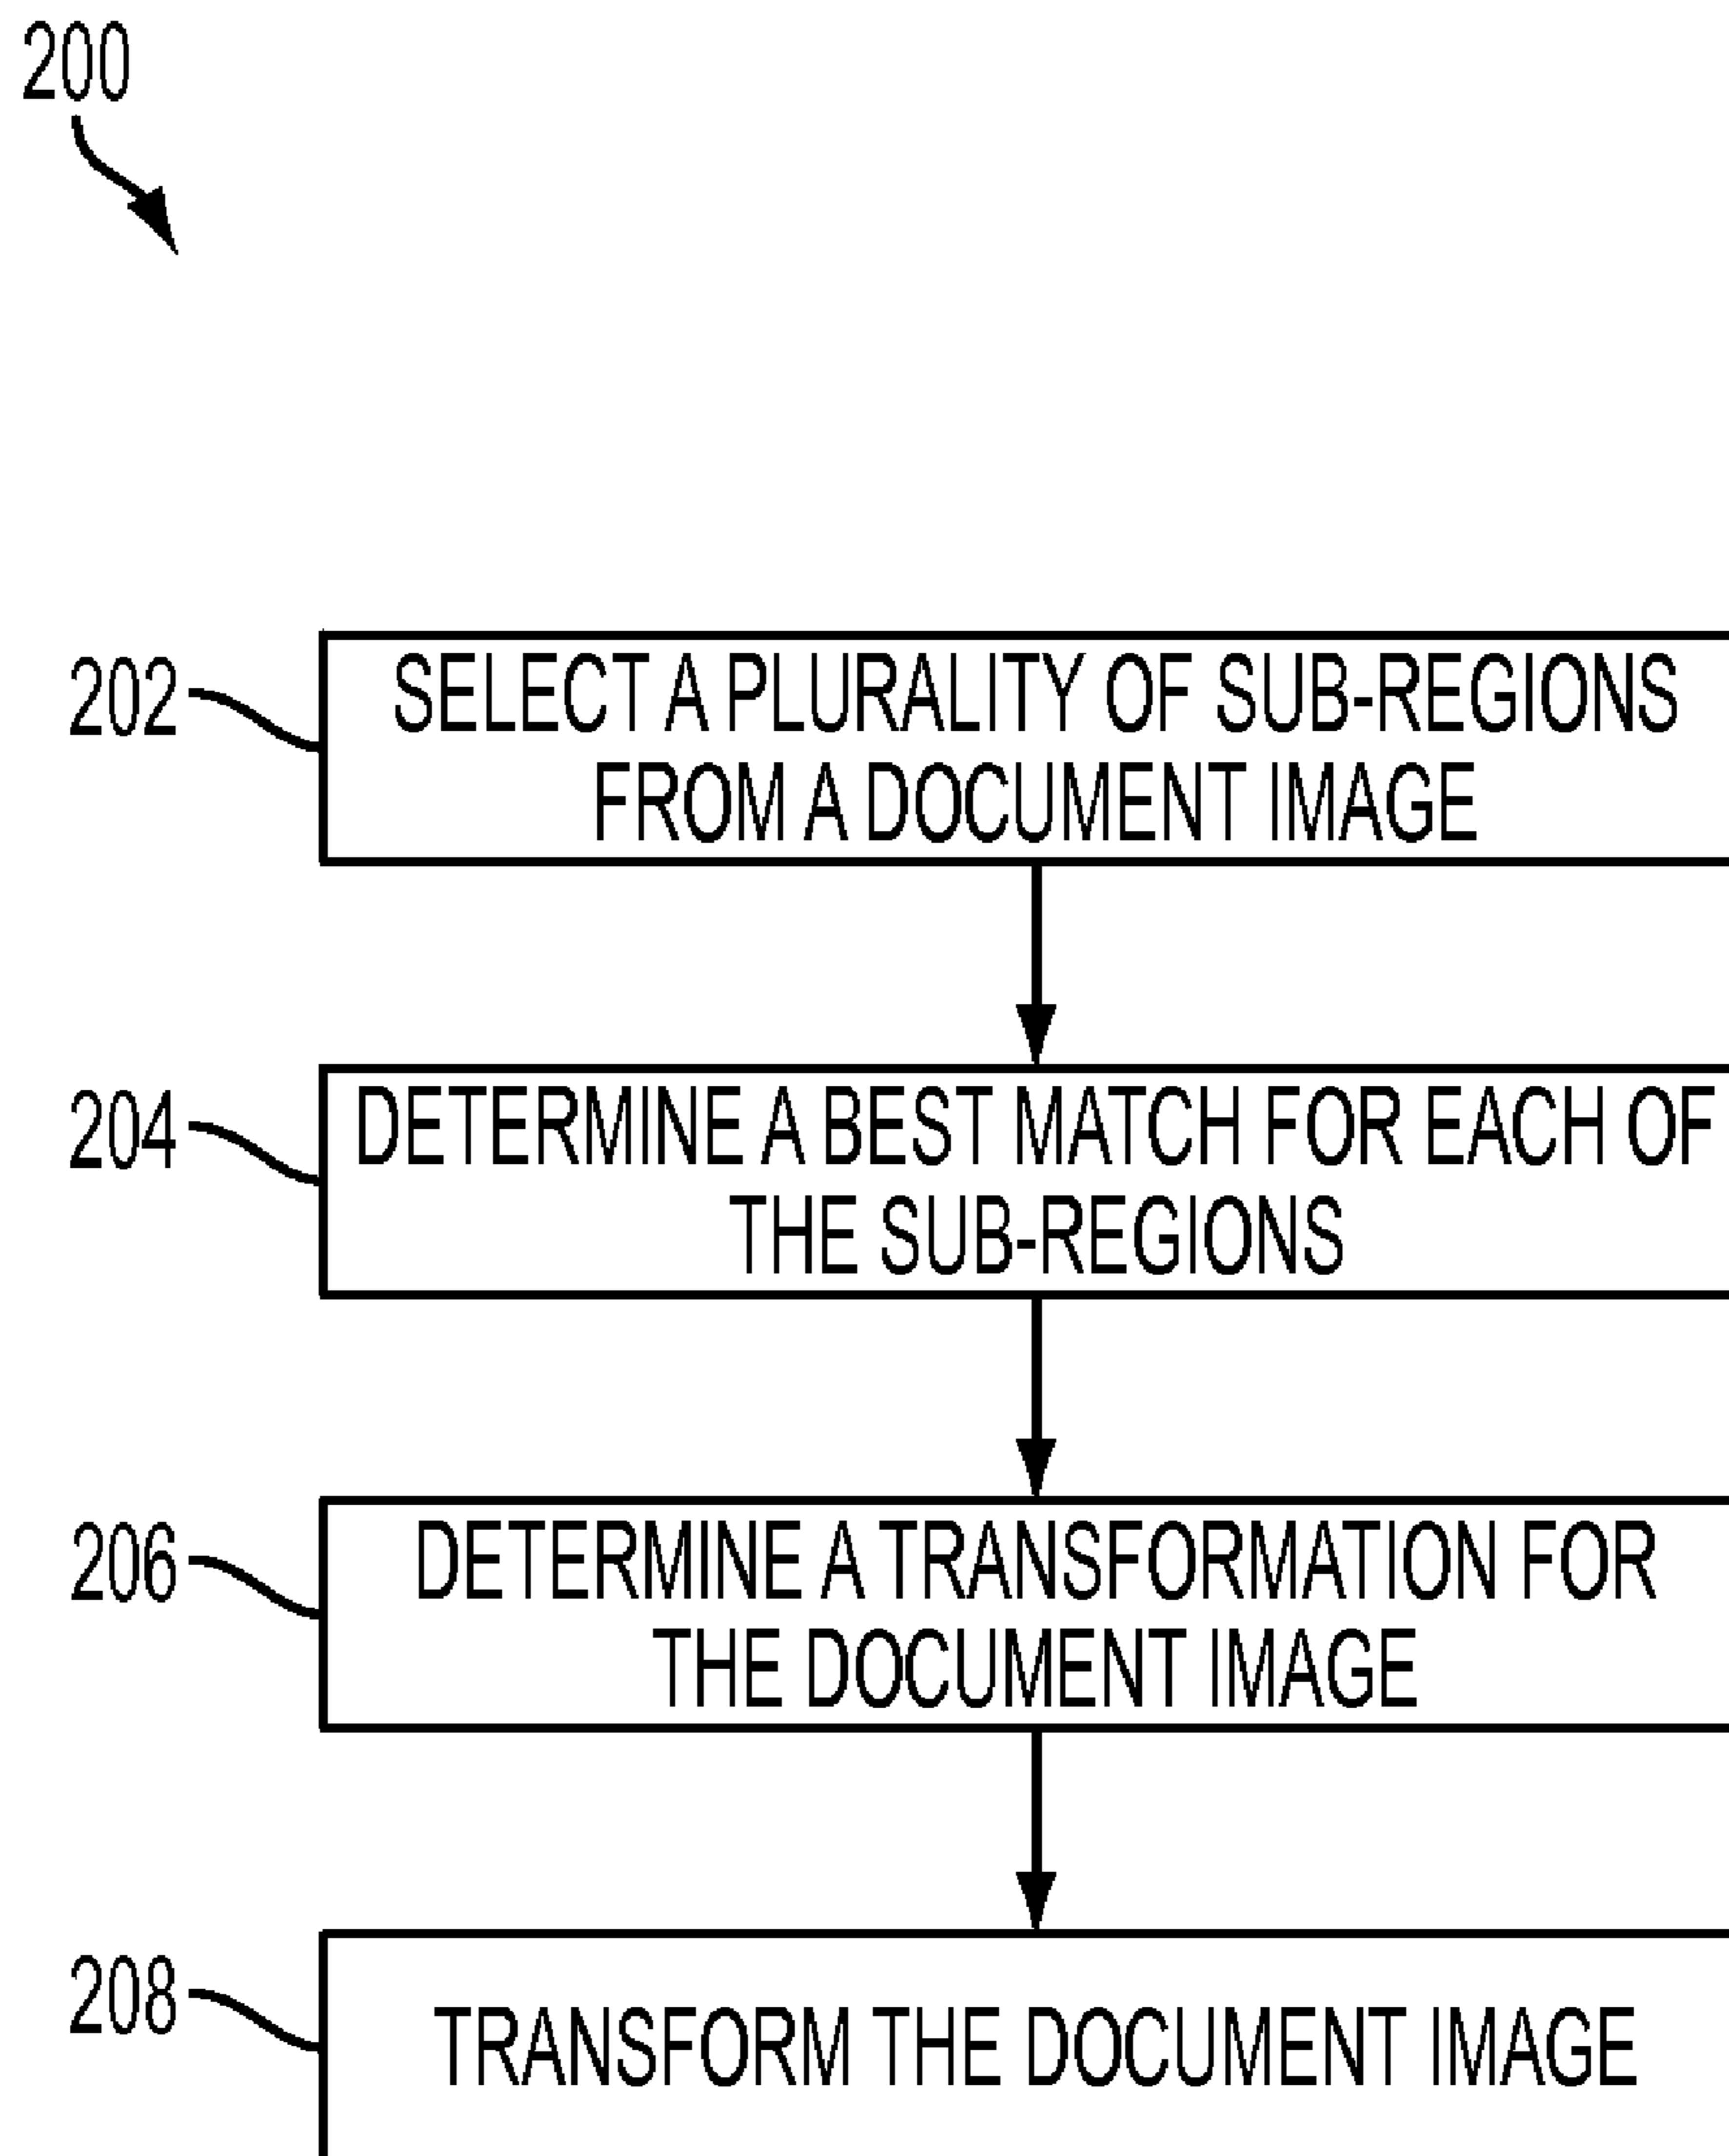 200
202
SELECT A PLURALITY OF SUB-REGIONS
FROM A DOCUMENT IMAGE
204
DETERMINE A BEST MATCH FOR EACH OF
THE SUB-REGIONS
206
DETERMINE A TRANSFORMATION FOR
THE DOCUMENT IMAGE
208
TRANSFORM THE DOCUMENT IMAGE